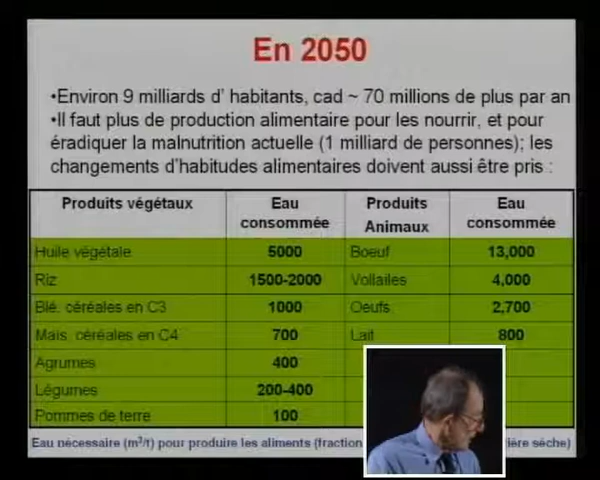 En 2050
•Environ 9 milliards d' habitants, cad ~ 70 millions de plus par an
•Il faut plus de production alimentaire pour les nourrir, et pour
éradiquer la malnutrition actuelle (1 milliard de personnes); les
changements d'habitudes alimentaires doivent aussi être pris :
Produits végétaux Eau consommée Produits Animaux Eau consommée
Huile végétale 5000 Boeuf 13,000
Riz 1500-2000 Vollailes 4,000
Blé. céréales en C3 1000 Oeufs 2,700
Maïs. céréales en C4 700 Lait 800
Agrumes 400
Légumes 200-400
Pommes de terre 100
Eau nécessaire (m³/t) pour produire les aliments (fraction sèche)